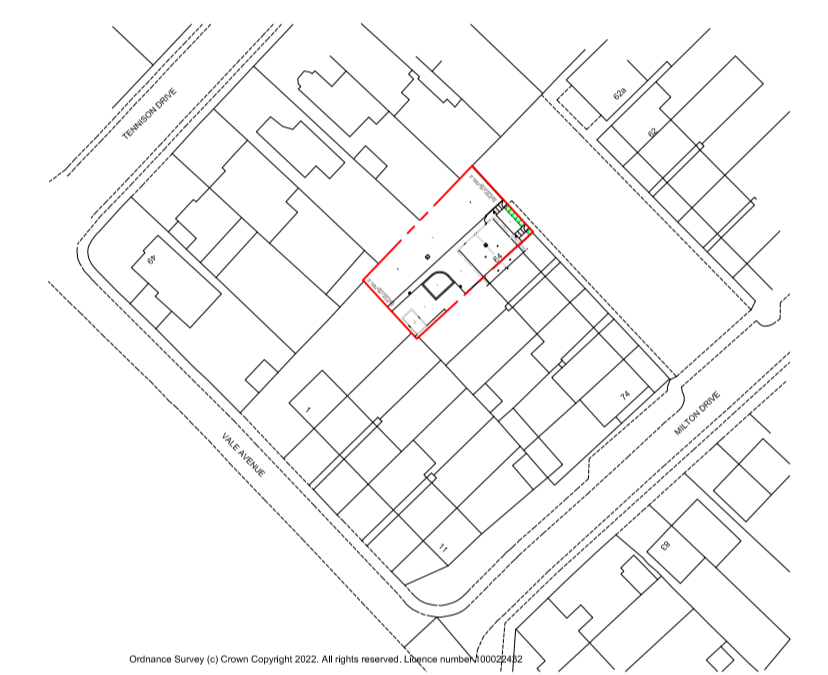 TENNISON DRIVE
62a
62
49
64
1
74
MILTON DRIVE
VALE AVENUE
11
83
Ordnance Survey (c) Crown Copyright 2022. All rights reserved. Licence number 100022432